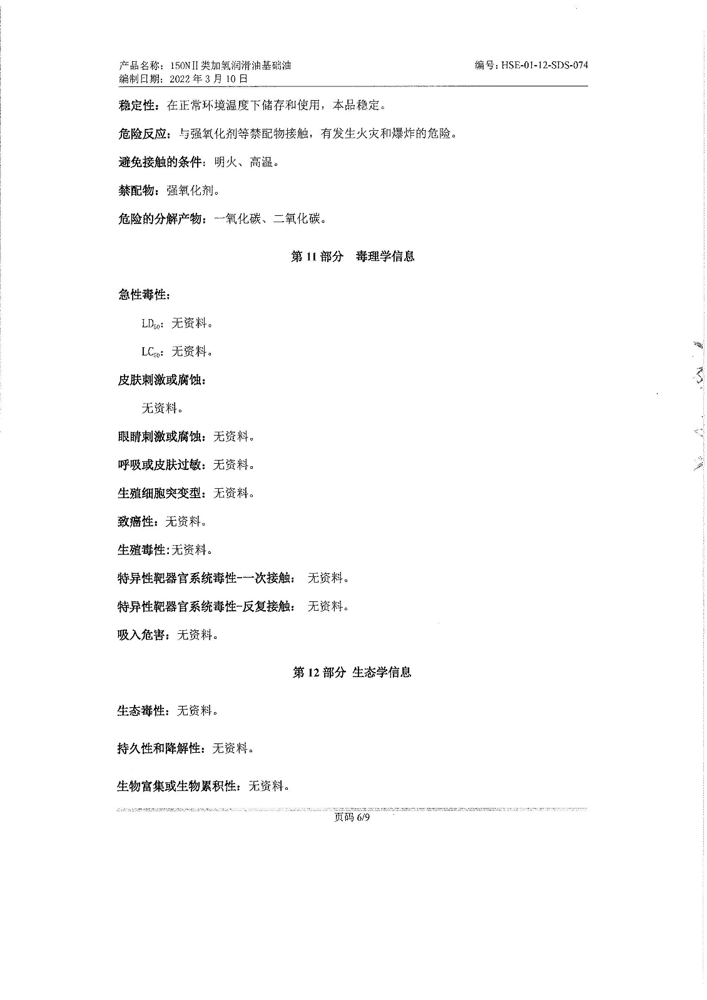 产品名称：150NⅡ类加氢润滑油基础油 编号：HSE-01-12-SDS-074
编制日期：2022年3月10日
稳定性：在正常环境温度下储存和使用，本品稳定。
危险反应：与强氧化剂等禁配物接触，有发生火灾和爆炸的危险。
避免接触的条件：明火、高温。
禁配物：强氧化剂。
危险的分解产物：一氧化碳、二氧化碳。
第11部分 毒理学信息
急性毒性：
LD₅₀：无资料。
LC₅₀：无资料。
皮肤刺激或腐蚀：
无资料。
眼睛刺激或腐蚀：无资料。
呼吸或皮肤过敏：无资料。
生殖细胞突变型：无资料。
致癌性：无资料。
生殖毒性:无资料。
特异性靶器官系统毒性-一次接触： 无资料。
特异性靶器官系统毒性-反复接触： 无资料。
吸入危害：无资料。
第12部分 生态学信息
生态毒性：无资料。
持久性和降解性：无资料。
生物富集或生物累积性：无资料。
页码 6/9